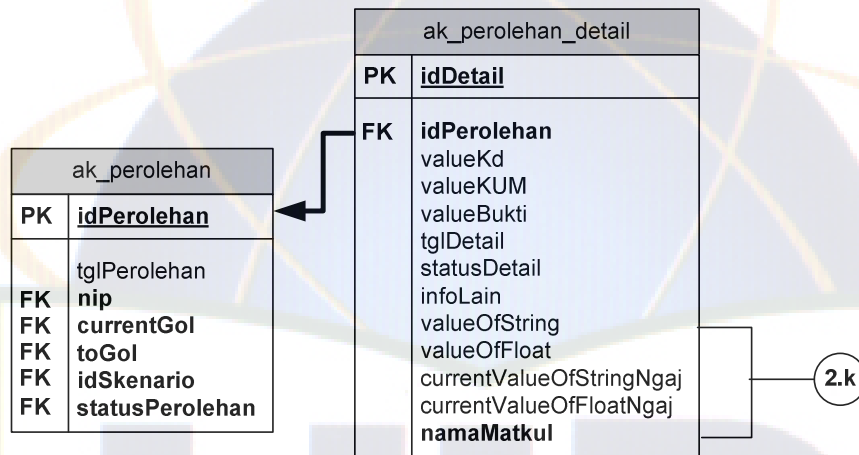 ak_perolehan_detail
PK idDetail
FK idPerolehan
valueKd
valueKUM
valueBukti
tglDetail
statusDetail
infoLain
valueOfString
valueOfFloat
currentValueOfStringNgaj
currentValueOfFloatNgaj
namaMatkul
2.k
ak_perolehan
PK idPerolehan
tglPerolehan
FK nip
FK currentGol
FK toGol
FK idSkenario
FK statusPerolehan